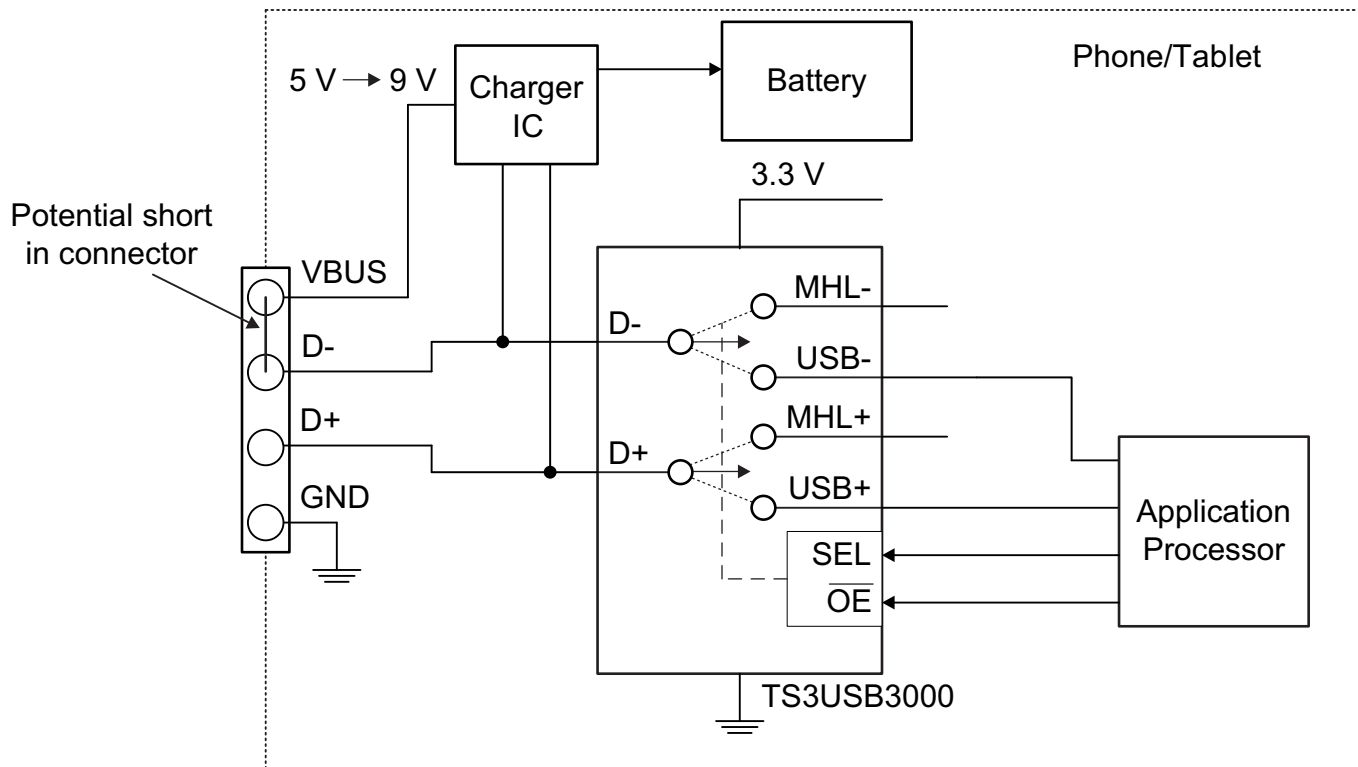 Phone/Tablet
5 V → 9 V
Charger
IC
Battery
3.3 V
Potential short
in connector
VBUS
D-
D+
GND
D-
D+
MHL-
USB-
MHL+
USB+
SEL
OE
TS3USB3000
Application
Processor